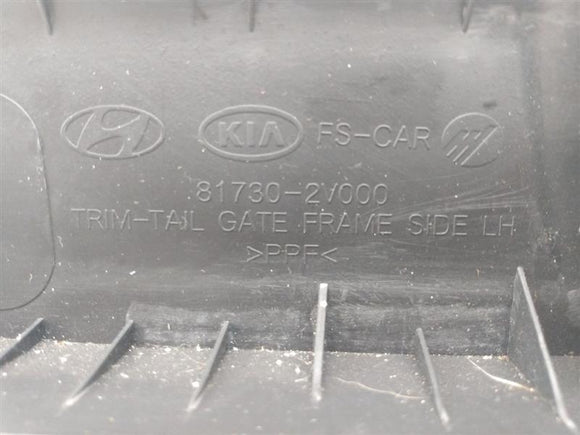 KIA FS-CAR
81730-2V000
TRIM-TAIL GATE FRAME SIDE LH
>PPF<